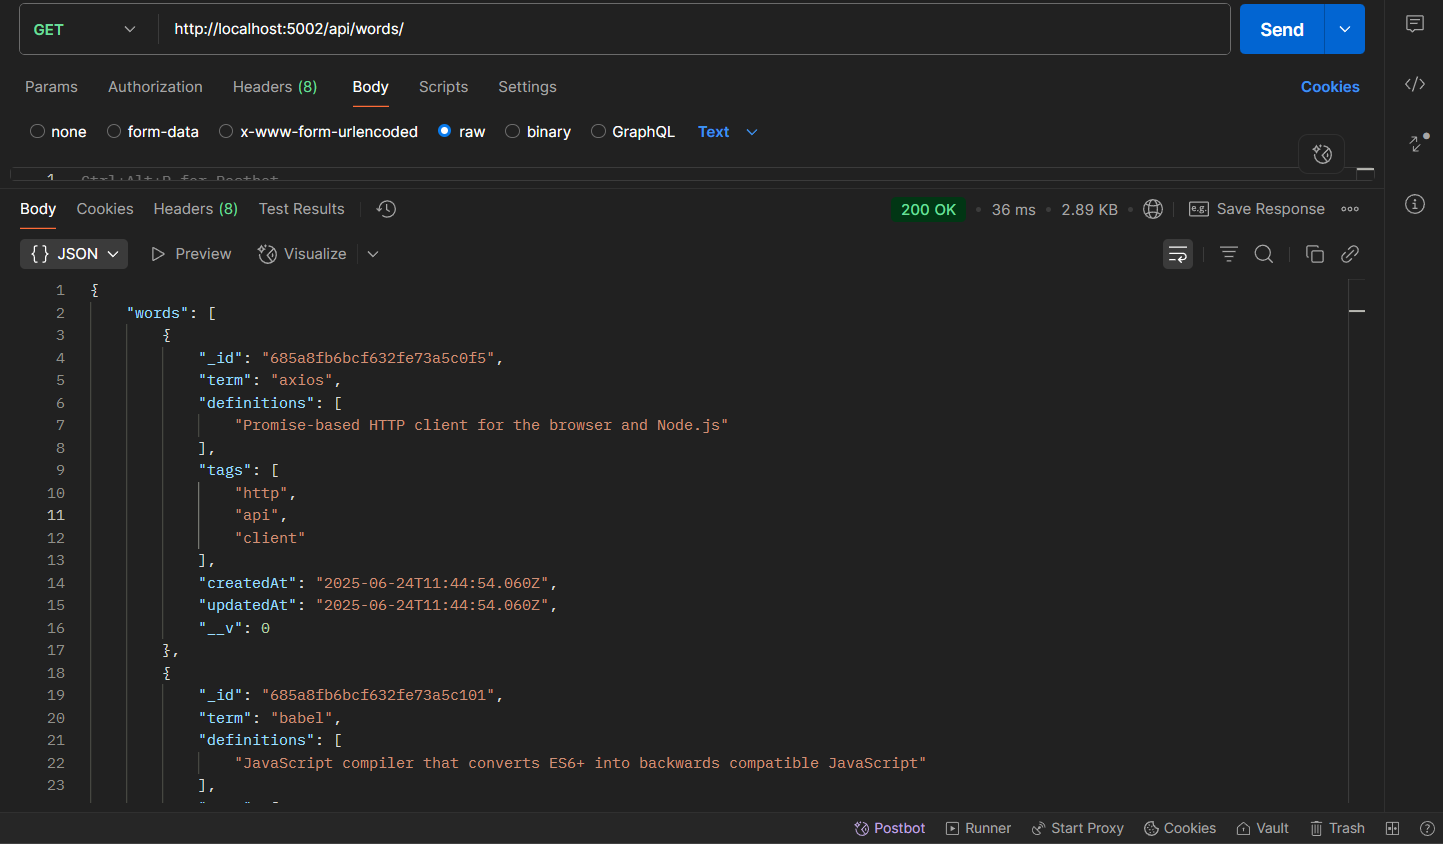 GET http://localhost:5002/api/words/ Send
Params Authorization Headers (8) Body Scripts Settings Cookies
none form-data x-www-form-urlencoded raw binary GraphQL Text
1 Ctrl+Alt+P for Postbot
Body Cookies Headers (8) Test Results 200 OK 36 ms 2.89 KB e.g. Save Response
{} JSON Preview Visualize
1 {
2 "words": [
3 {
4 "_id": "685a8fb6bcf632fe73a5c0f5",
5 "term": "axios",
6 "definitions": [
7 "Promise-based HTTP client for the browser and Node.js"
8 ],
9 "tags": [
10 "http",
11 "api",
12 "client"
13 ],
14 "createdAt": "2025-06-24T11:44:54.060Z",
15 "updatedAt": "2025-06-24T11:44:54.060Z",
16 "__v": 0
17 },
18 {
19 "_id": "685a8fb6bcf632fe73a5c101",
20 "term": "babel",
21 "definitions": [
22 "JavaScript compiler that converts ES6+ into backwards compatible JavaScript"
23 ],
Postbot Runner Start Proxy Cookies Vault Trash